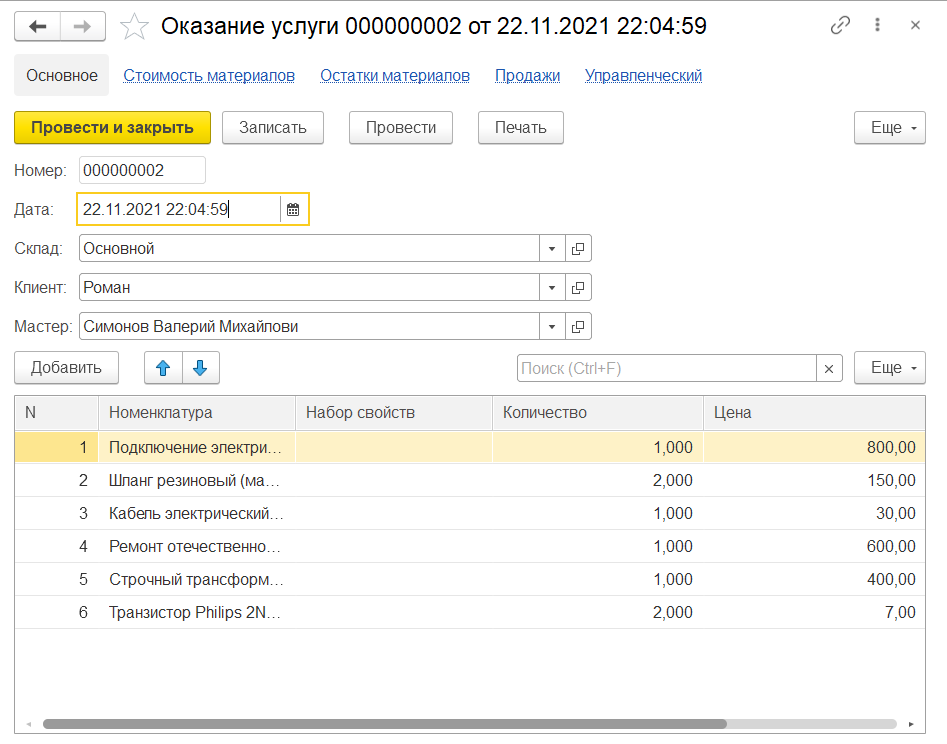 Оказание услуги 000000002 от 22.11.2021 22:04:59
Основное Стоимость материалов Остатки материалов Продажи Управленческий
Провести и закрыть Записать Провести Печать Еще
Номер: 000000002
Дата: 22.11.2021 22:04:59
Склад: Основной
Клиент: Роман
Мастер: Симонов Валерий Михайлови
Добавить Поиск (Ctrl+F) Еще
N Номенклатура Набор свойств Количество Цена
1 Подключение электри... 1,000 800,00
2 Шланг резиновый (ма... 2,000 150,00
3 Кабель электрический... 1,000 30,00
4 Ремонт отечественно... 1,000 600,00
5 Строчный трансформ... 1,000 400,00
6 Транзистор Philips 2N... 2,000 7,00